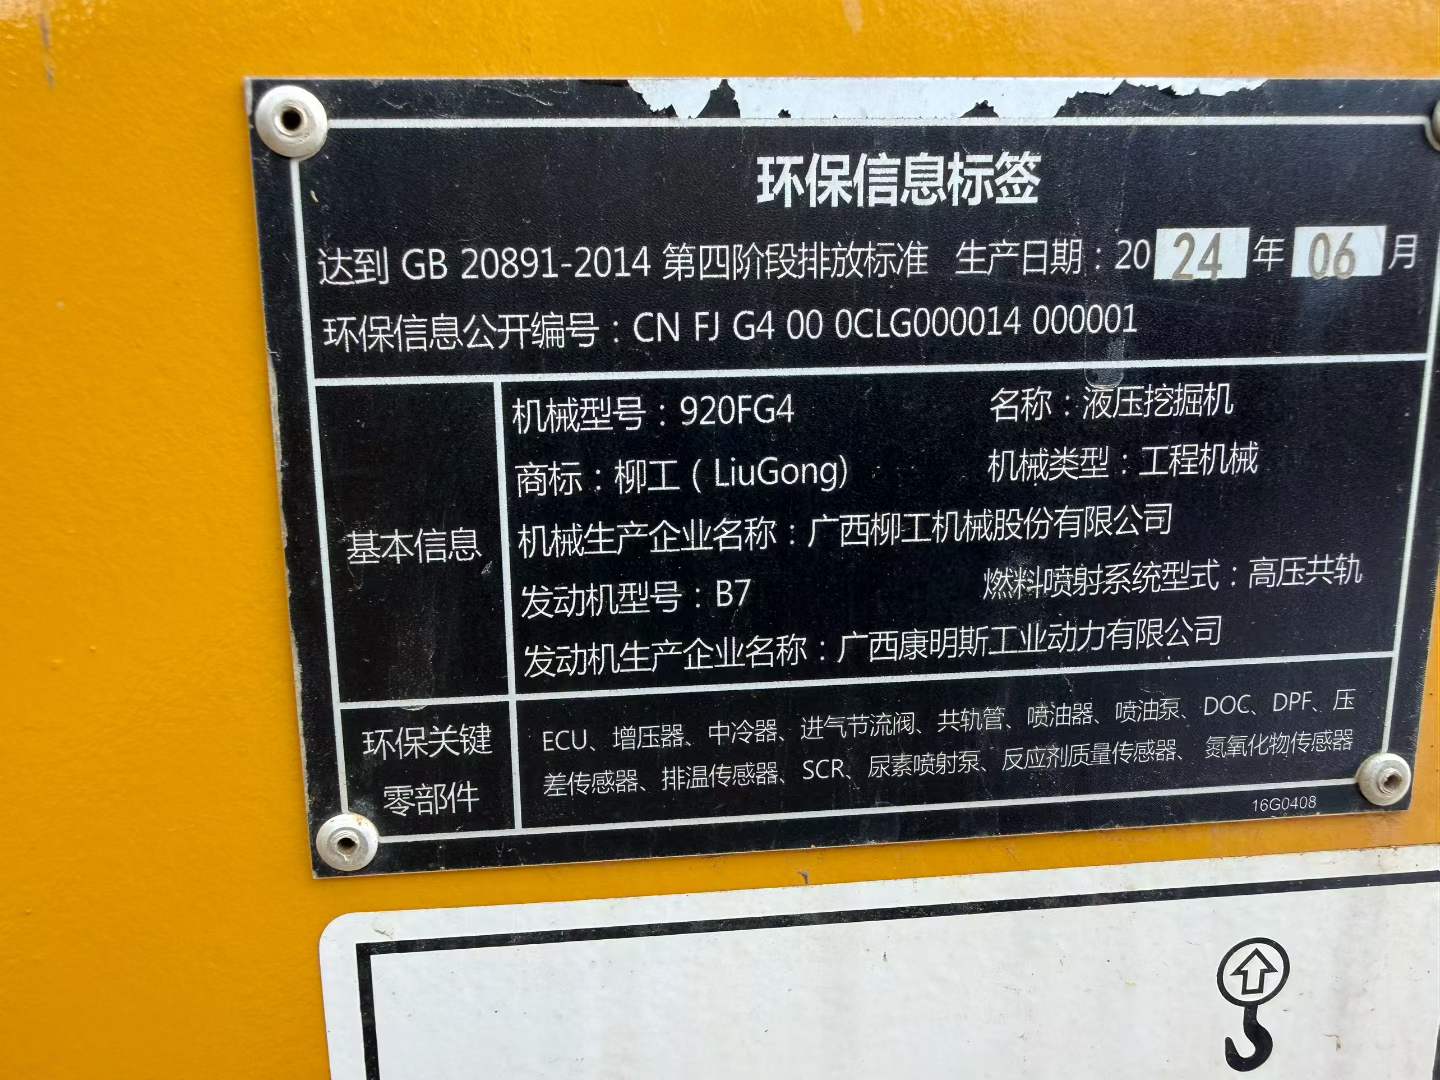 环保信息标签
达到 GB 20891-2014 第四阶段排放标准 生产日期：2024年06月
环保信息公开编号：CN FJ G4 00 0CLG000014 000001
基本信息
机械型号：920FG4 名称：液压挖掘机
商标：柳工（LiuGong) 机械类型：工程机械
机械生产企业名称：广西柳工机械股份有限公司
发动机型号：B7 燃料喷射系统型式：高压共轨
发动机生产企业名称：广西康明斯工业动力有限公司
环保关键
零部件
ECU、增压器、中冷器、进气节流阀、共轨管、喷油器、喷油泵、DOC、DPF、压
差传感器、排温传感器、SCR、尿素喷射泵、反应剂质量传感器、氮氧化物传感器
16G0408